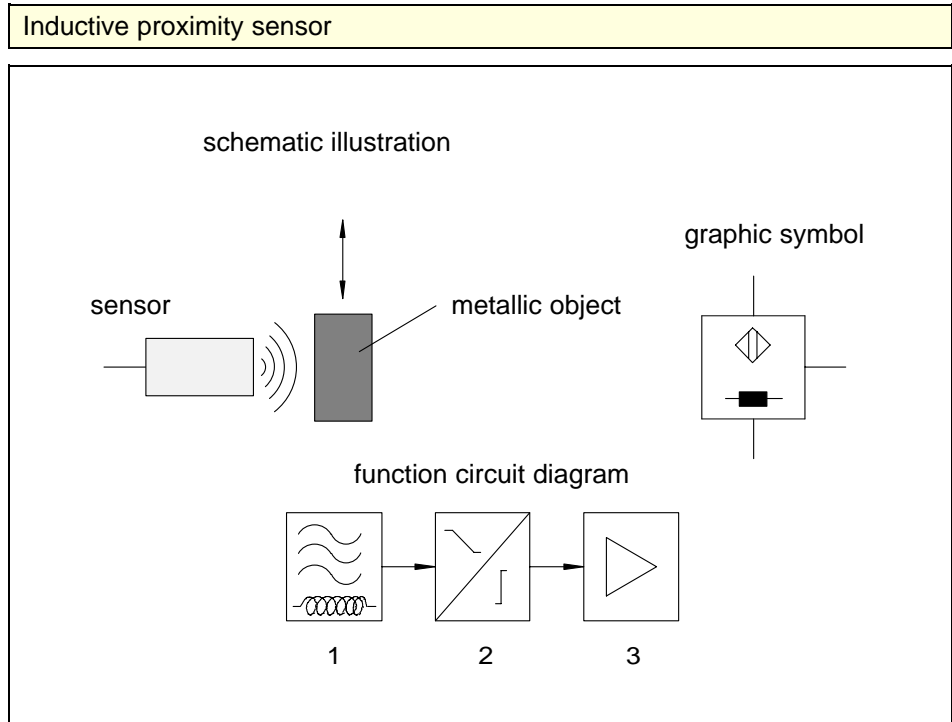 Inductive proximity sensor
schematic illustration
graphic symbol
sensor
metallic object
function circuit diagram
1 2 3